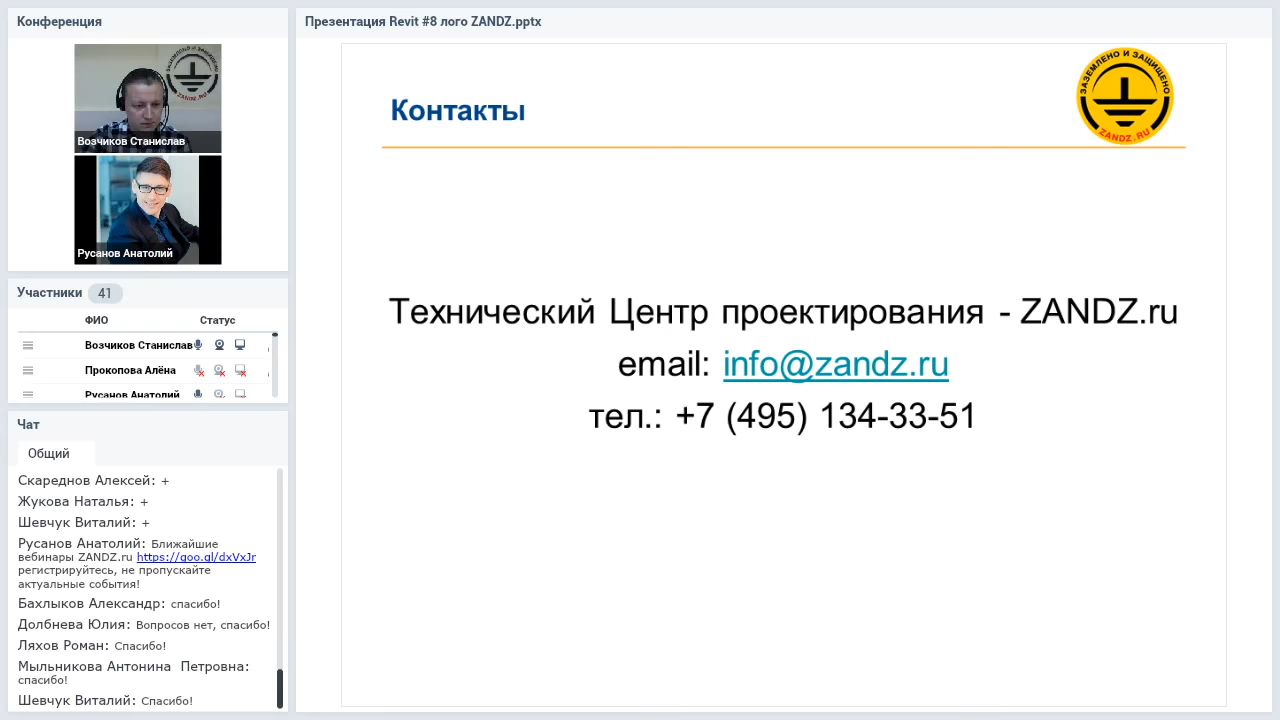 Конференция
Возчиков Станислав
Русанов Анатолий
Участники 41
ФИО Статус
Возчиков Станислав
Прокопова Алёна
Русанов Анатолий
Чат
Общий
Скареднов Алексей: +
Жукова Наталья: +
Шевчук Виталий: +
Русанов Анатолий: Ближайшие
вебинары ZANDZ.ru https://goo.gl/dxVxJr
регистрируйтесь, не пропускайте
актуальные события!
Бахлыков Александр: спасибо!
Долбнева Юлия: Вопросов нет, спасибо!
Ляхов Роман: Спасибо!
Мыльникова Антонина  Петровна:
спасибо!
Шевчук Виталий: Спасибо!
Презентация Revit #8 лого ZANDZ.pptx
Контакты
ЗАЗЕМЛЕНО И ЗАЩИЩЕНО
ZANDZ.RU
Технический Центр проектирования - ZANDZ.ru
email: info@zandz.ru
тел.: +7 (495) 134-33-51